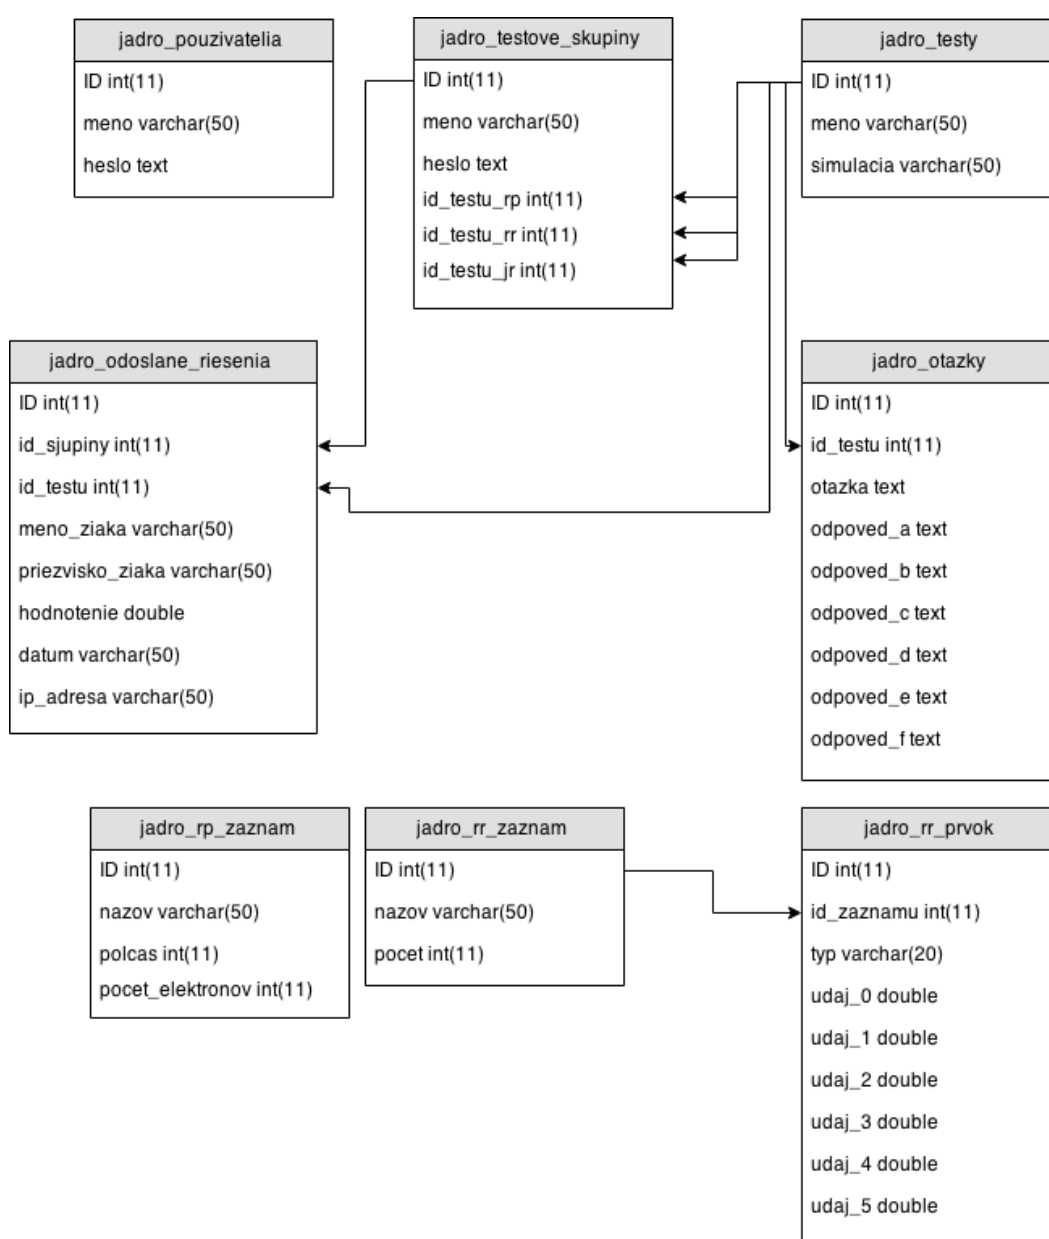 jadro_pouzivatelia
ID int(11)
meno varchar(50)
heslo text
jadro_testove_skupiny
ID int(11)
meno varchar(50)
heslo text
id_testu_rp int(11)
id_testu_rr int(11)
id_testu_jr int(11)
jadro_testy
ID int(11)
meno varchar(50)
simulacia varchar(50)
jadro_odoslane_riesenia
ID int(11)
id_sjupiny int(11)
id_testu int(11)
meno_ziaka varchar(50)
priezvisko_ziaka varchar(50)
hodnotenie double
datum varchar(50)
ip_adresa varchar(50)
jadro_otazky
ID int(11)
id_testu int(11)
otazka text
odpoved_a text
odpoved_b text
odpoved_c text
odpoved_d text
odpoved_e text
odpoved_f text
jadro_rp_zaznam
ID int(11)
nazov varchar(50)
polcas int(11)
pocet_elektronov int(11)
jadro_rr_zaznam
ID int(11)
nazov varchar(50)
pocet int(11)
jadro_rr_prvok
ID int(11)
id_zaznamu int(11)
typ varchar(20)
udaj_0 double
udaj_1 double
udaj_2 double
udaj_3 double
udaj_4 double
udaj_5 double